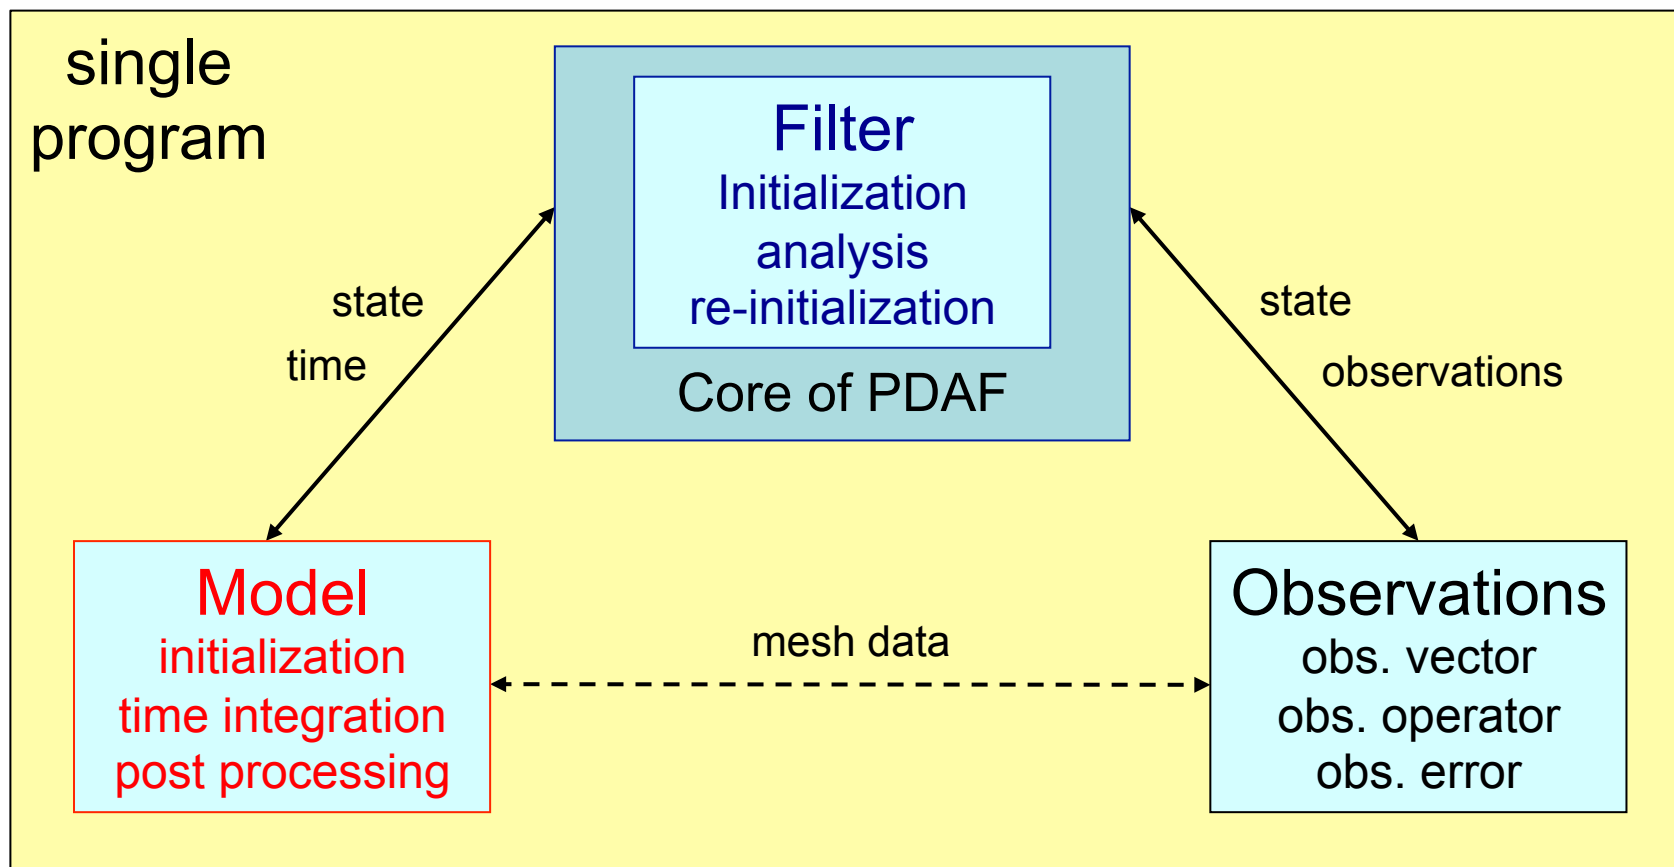 single
program
Filter
Initialization
analysis
re-initialization
Core of PDAF
state
time
state
observations
Model
initialization
time integration
post processing
mesh data
Observations
obs. vector
obs. operator
obs. error